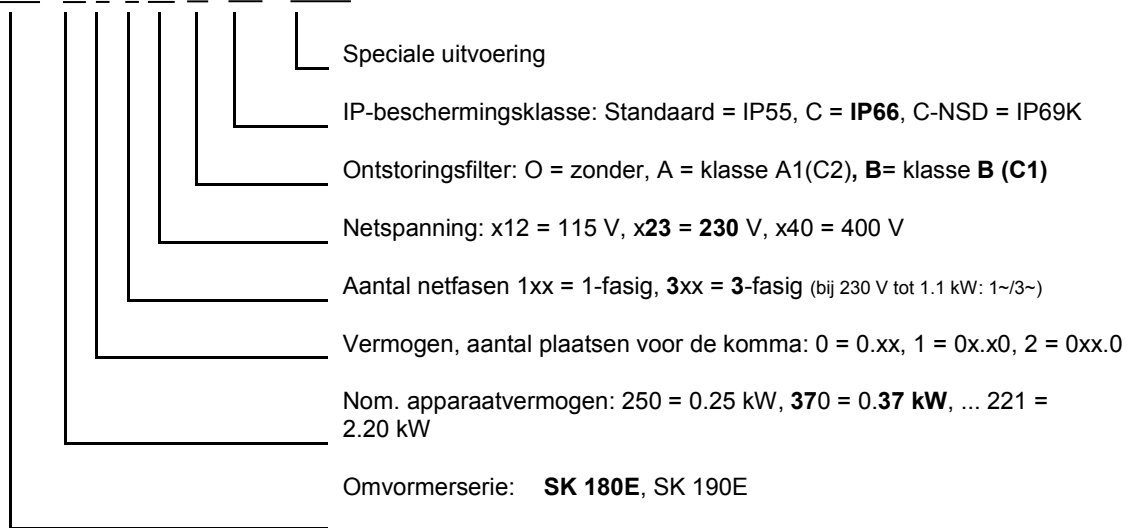 Speciale uitvoering
IP-beschermingsklasse: Standaard = IP55, C = IP66, C-NSD = IP69K
Ontstoringsfilter: O = zonder, A = klasse A1(C2), B= klasse B (C1)
Netspanning: x12 = 115 V, x23 = 230 V, x40 = 400 V
Aantal netfasen 1xx = 1-fasig, 3xx = 3-fasig (bij 230 V tot 1.1 kW: 1~/3~)
Vermogen, aantal plaatsen voor de komma: 0 = 0.xx, 1 = 0x.x0, 2 = 0xx.0
Nom. apparaatvermogen: 250 = 0.25 kW, 370 = 0.37 kW, ... 221 =
2.20 kW
Omvormerserie: SK 180E, SK 190E